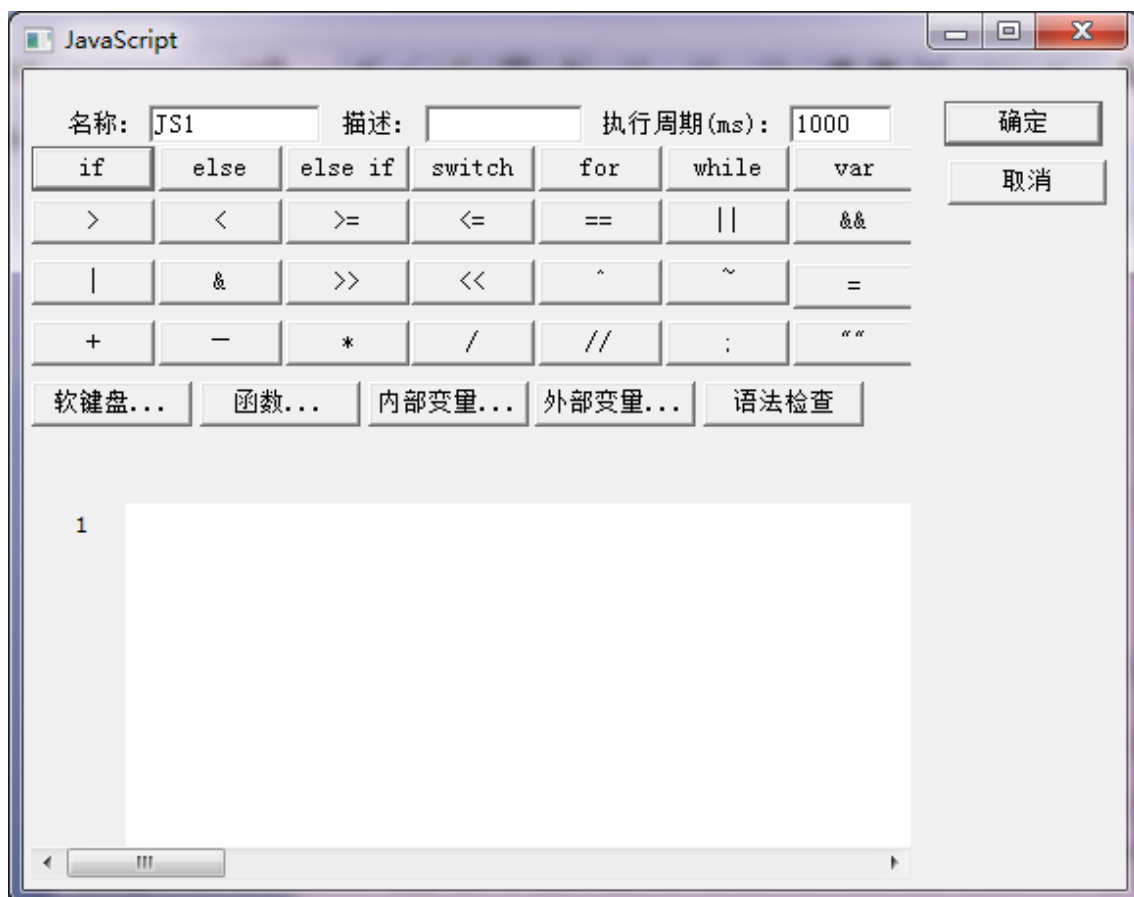 JavaScript
名称: JS1 描述: 执行周期(ms): 1000 确定
if else else if switch for while var 取消
> < >= <= == || &&
| & >> << ^ ~ =
+ — * / // ; ""
软键盘... 函数... 内部变量... 外部变量... 语法检查
1